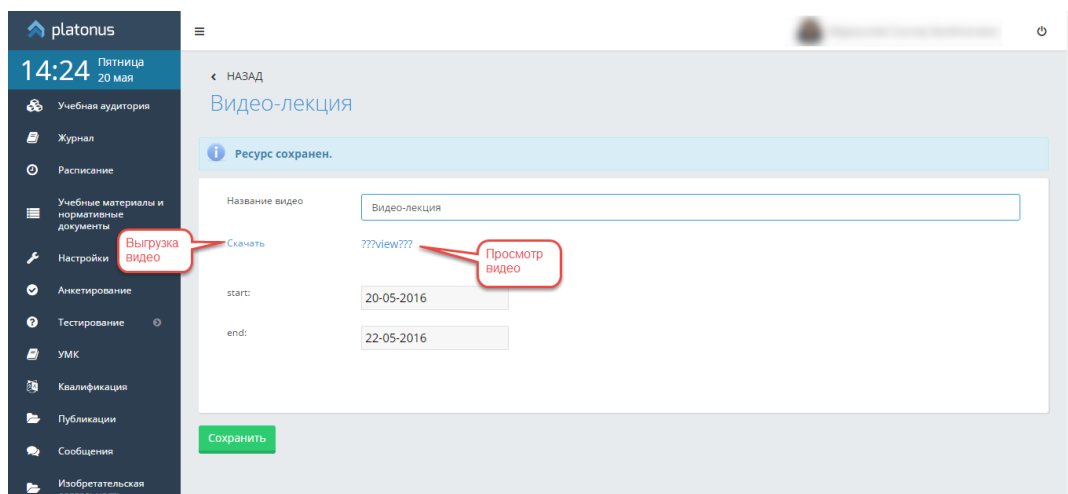 platonus
14:24 Пятница
20 мая
НАЗАД
Видео-лекция
Учебная аудитория
Журнал
Расписание
Учебные материалы и
нормативные
документы
Настройки
Анкетирование
Тестирование
УМК
Квалификация
Публикации
Сообщения
Изобретательская
Ресурс сохранен.
Название видео
Видео-лекция
Скачать
???view???
Выгрузка
видео
Просмотр
видео
start:
20-05-2016
end:
22-05-2016
Сохранить